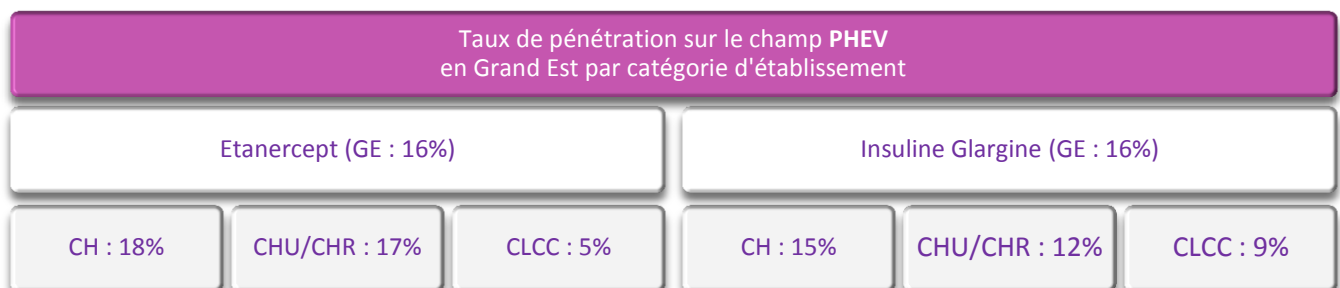 Taux de pénétration sur le champ PHEV
en Grand Est par catégorie d'établissement
Etanercept (GE : 16%)
Insuline Glargine (GE : 16%)
CH : 18%
CHU/CHR : 17%
CLCC : 5%
CH : 15%
CHU/CHR : 12%
CLCC : 9%